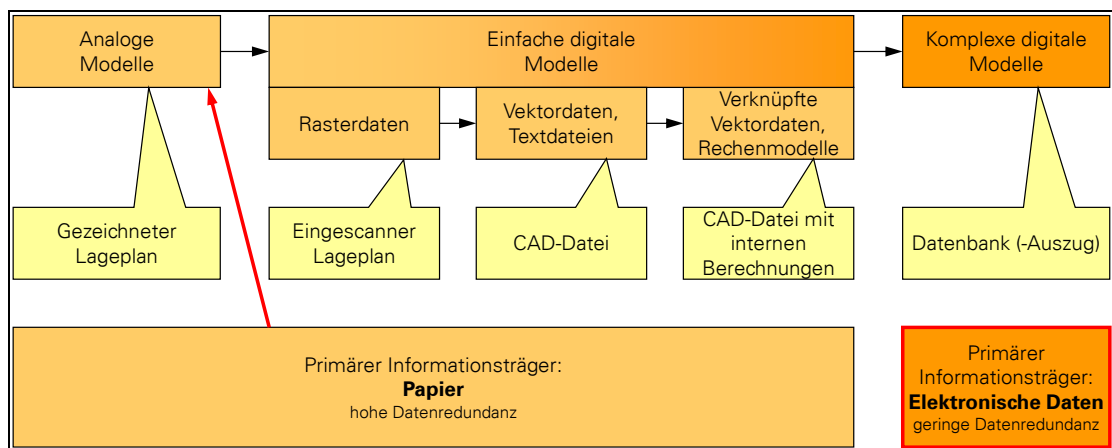 Analoge
Modelle
Einfache digitale
Modelle
Komplexe digitale
Modelle
Rasterdaten
Vektordaten,
Textdateien
Verknüpfte
Vektordaten,
Rechenmodelle
Gezeichneter
Lageplan
Eingescanner
Lageplan
CAD-Datei
CAD-Datei mit
internen
Berechnungen
Datenbank (-Auszug)
Primärer Informationsträger:
Papier
hohe Datenredundanz
Primärer
Informationsträger:
Elektronische Daten
geringe Datenredundanz